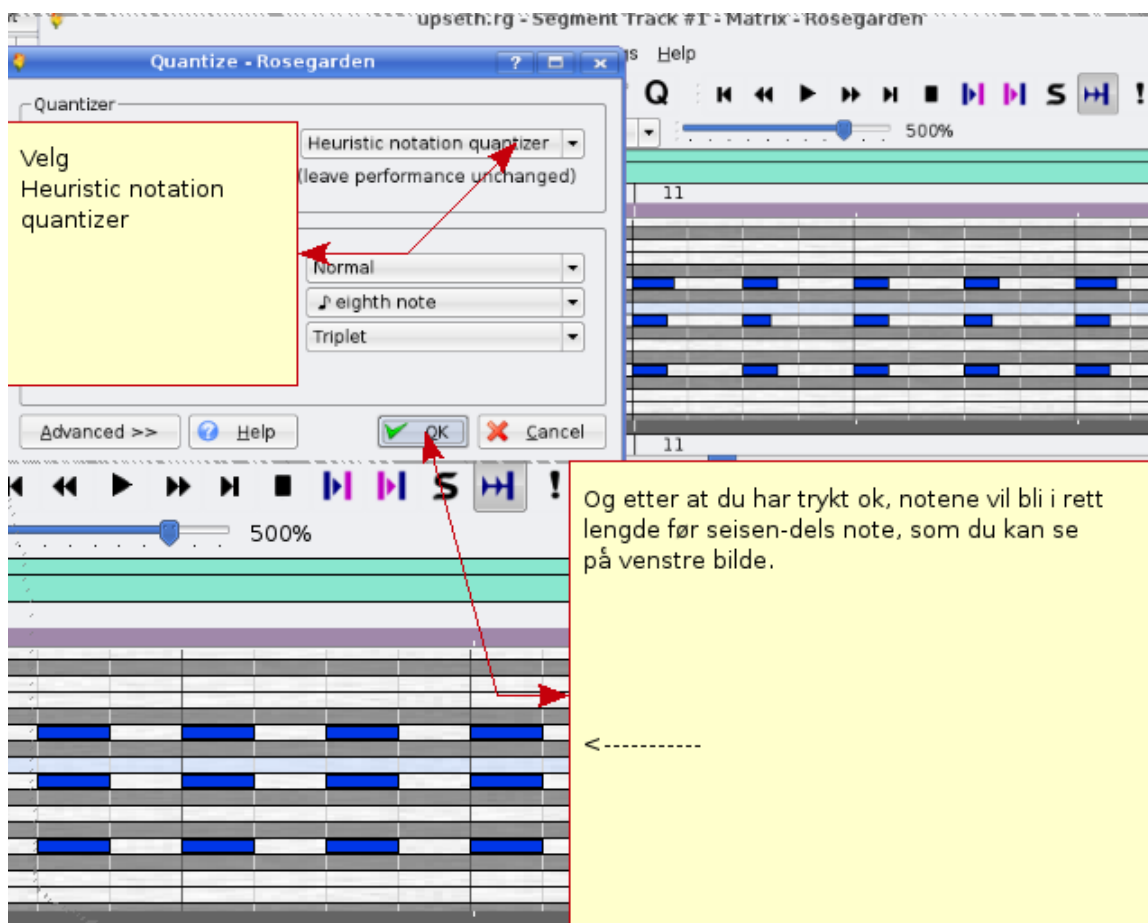 upseth.rg - Segment Track #1 - Matrix - Rosegarden
Quantize - Rosegarden
Help
Quantizer
Q
S
!
Heuristic notation quantizer
500%
(leave performance unchanged)
Velg
Heuristic notation
quantizer
11
Normal
eighth note
Triplet
Advanced >>
Help
OK
Cancel
11
S
!
500%
Og etter at du har trykt ok, notene vil bli i rett
lengde før seisen-dels note, som du kan se
på venstre bilde.
<-----------